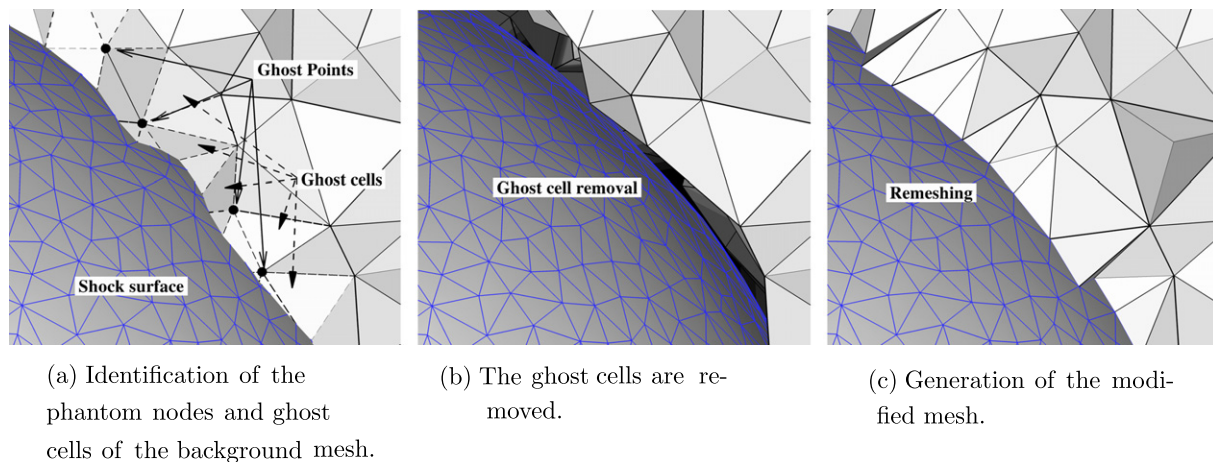 Ghost Points
Ghost cells
Shock surface
Ghost cell removal
Remeshing
(a) Identification of the
phantom nodes and ghost
cells of the background mesh.
(b) The ghost cells are re-
moved.
(c) Generation of the modi-
fied mesh.